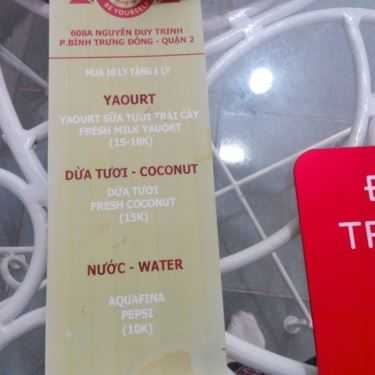 BE YOURSELF
608A NGUYỄN DUY TRINH
P.BÌNH TRƯNG ĐÔNG - QUẬN 2
MUA 10 LY TẶNG 1 LY
YAOURT
YAOURT SỮA TƯƠI TRÁI CÂY
FRESH MILK YAUORT
(15-18K)
DỪA TƯƠI - COCONUT
DỪA TƯƠI
FRESH COCONUT
(15K)
NƯỚC - WATER
AQUAFINA
PEPSI
(10K)